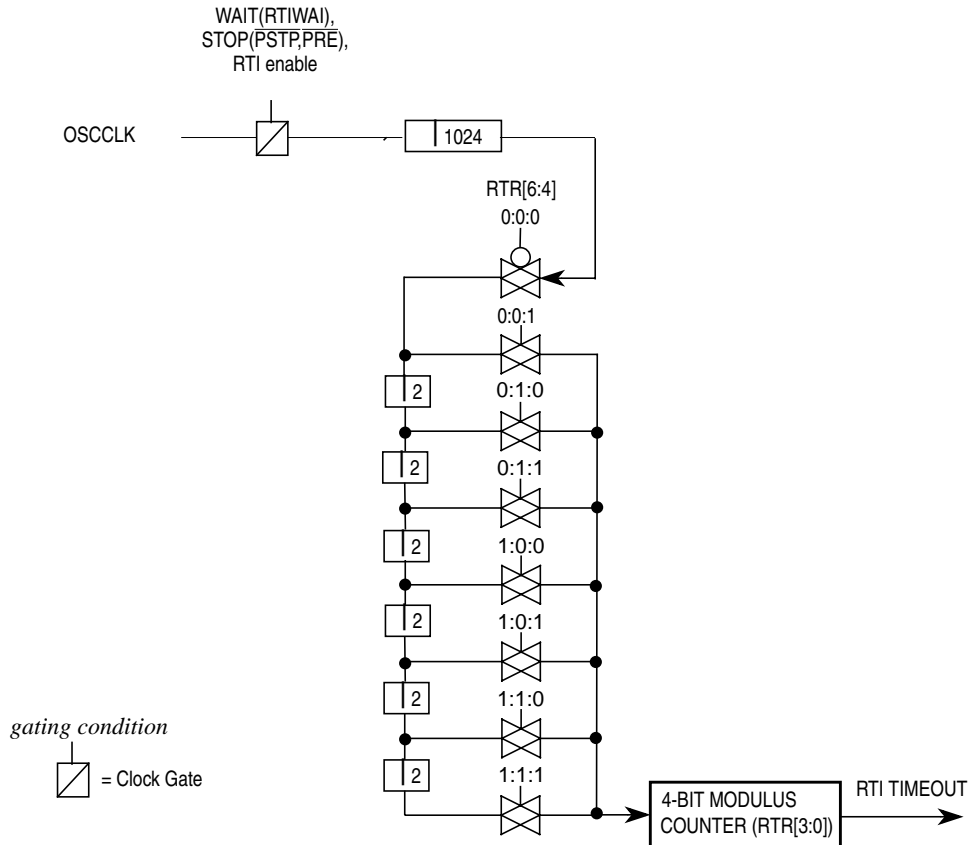 WAIT(RTIWAI),
STOP(PSTP,PRE),
RTI enable
OSCCLK
1024
RTR[6:4]
0:0:0
0:0:1
2
0:1:0
2
0:1:1
2
1:0:0
2
1:0:1
2
1:1:0
2
1:1:1
gating condition
= Clock Gate
4-BIT MODULUS
COUNTER (RTR[3:0])
RTI TIMEOUT